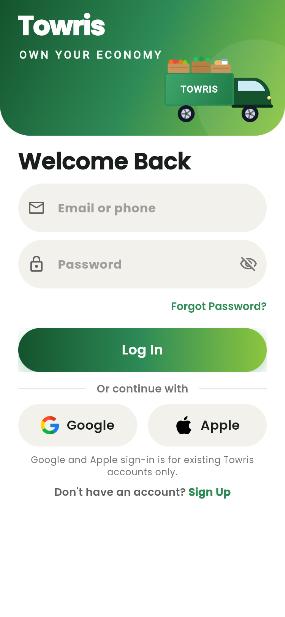 Towris
OWN YOUR ECONOMY
TOWRIS
Welcome Back
Email or phone
Password
Forgot Password?
Log In
Or continue with
Google
Apple
Google and Apple sign-in is for existing Towris
accounts only.
Don't have an account? Sign Up